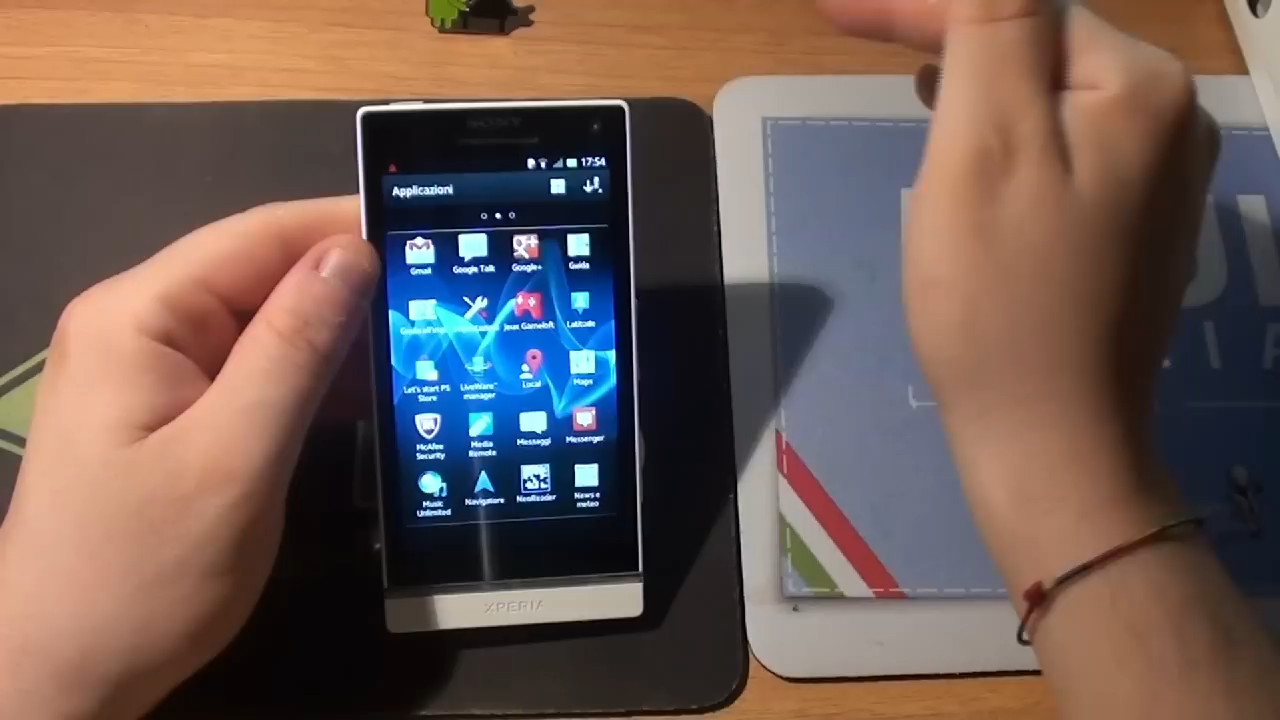 SONY
17:54
Applicazioni
Gmail
Google Talk
Google+
Guida
Jeux Gameloft
Latitude
Let's start PS
Store
LiveWare™
manager
Local
Maps
McAfee
Security
Media
Remote
Messaggi
Messenger
Music
Unlimited
Navigatore
NeoReader
News e
meteo
XPERIA